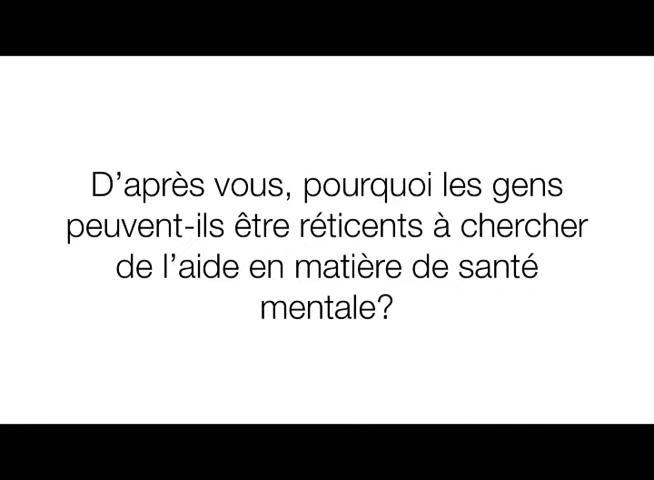 D’après vous, pourquoi les gens
peuvent-ils être réticents à chercher
de l’aide en matière de santé
mentale?